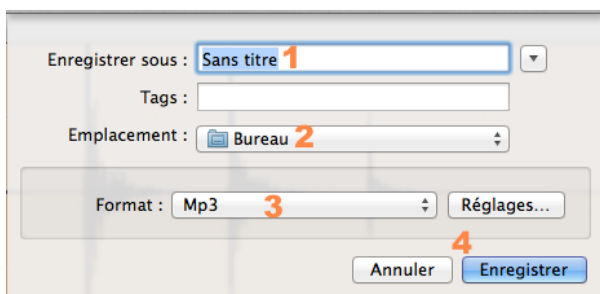 Enregistrer sous : Sans titre 1
Tags :
Emplacement : Bureau 2
Format : Mp3 3 Réglages...
4
Annuler Enregistrer